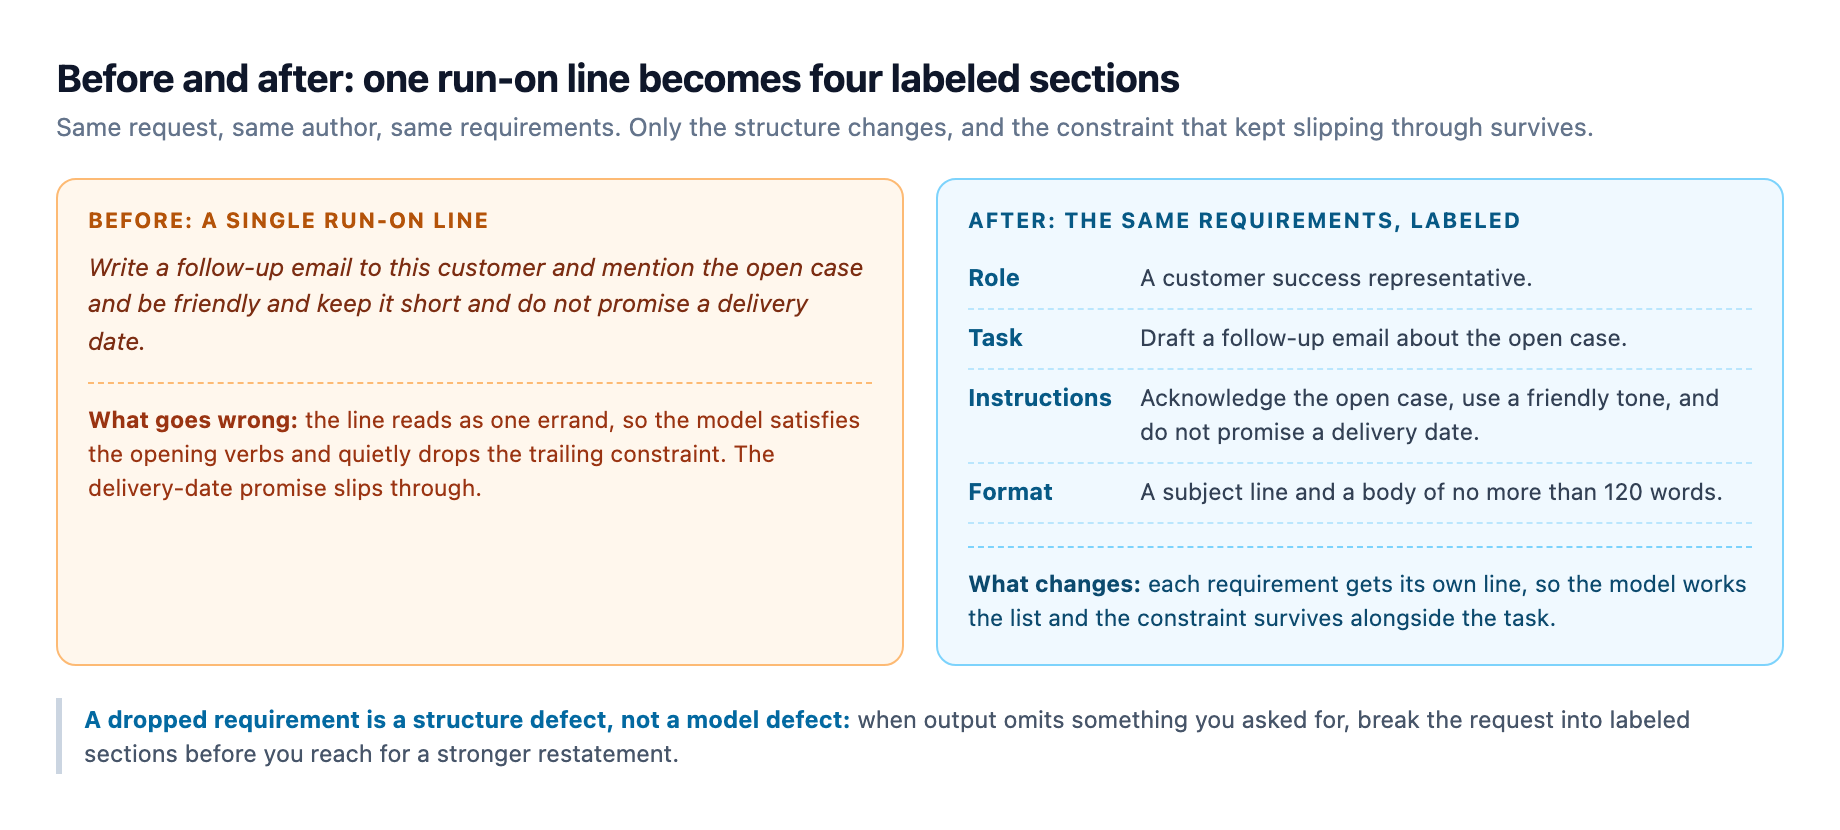 Before and after: one run-on line becomes four labeled sections
Same request, same author, same requirements. Only the structure changes, and the constraint that kept slipping through survives.
BEFORE: A SINGLE RUN-ON LINE
Write a follow-up email to this customer and mention the open case
and be friendly and keep it short and do not promise a delivery
date.
What goes wrong: the line reads as one errand, so the model satisfies
the opening verbs and quietly drops the trailing constraint. The
delivery-date promise slips through.
AFTER: THE SAME REQUIREMENTS, LABELED
Role A customer success representative.
Task Draft a follow-up email about the open case.
Instructions Acknowledge the open case, use a friendly tone, and
do not promise a delivery date.
Format A subject line and a body of no more than 120 words.
What changes: each requirement gets its own line, so the model works
the list and the constraint survives alongside the task.
A dropped requirement is a structure defect, not a model defect: when output omits something you asked for, break the request into labeled
sections before you reach for a stronger restatement.